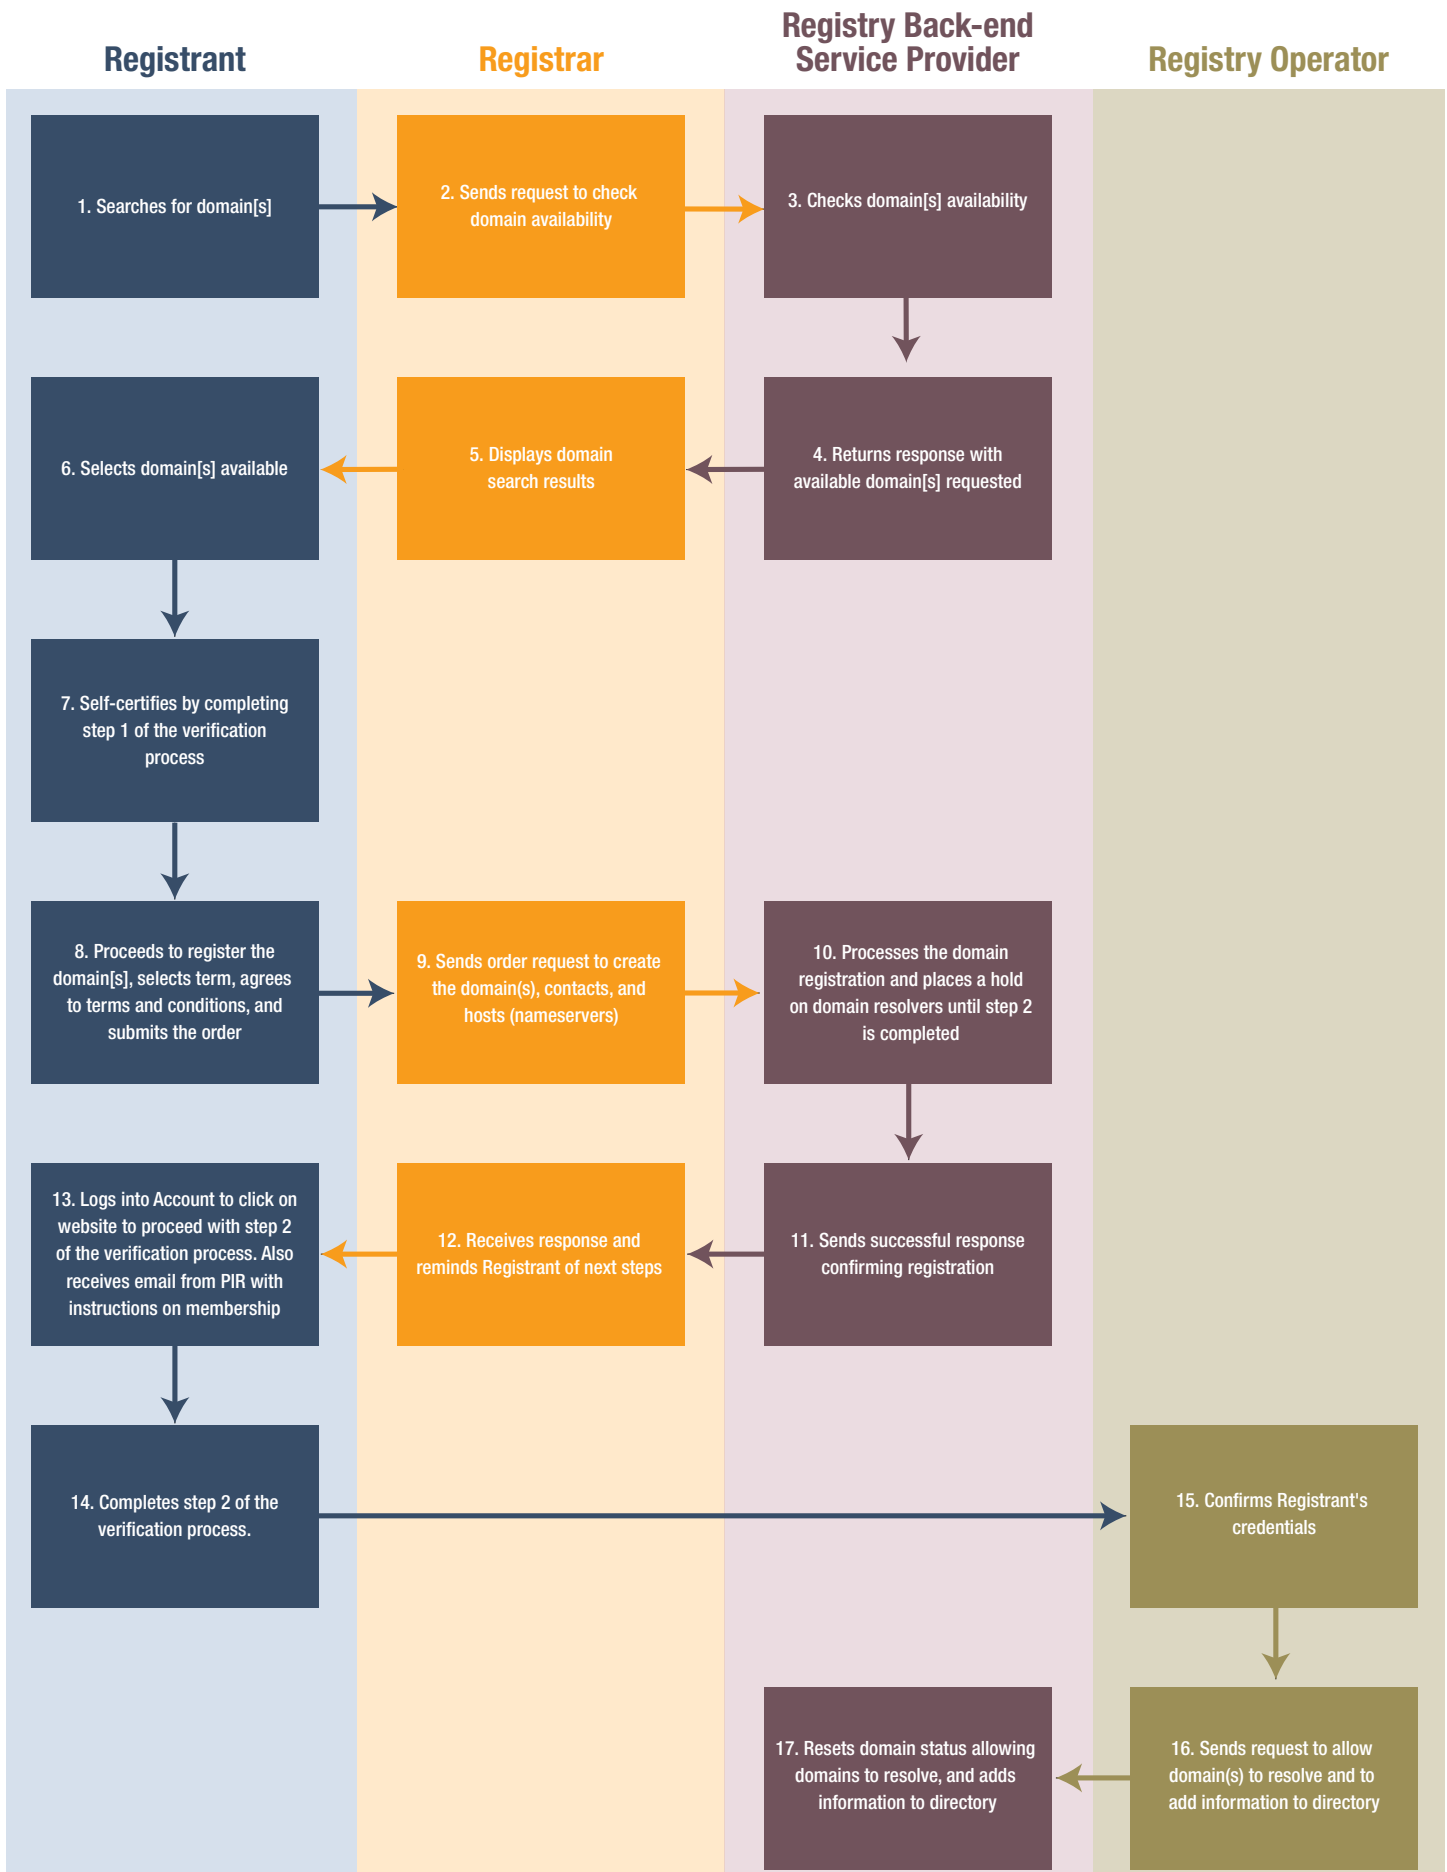 Registrant
Registrar
Registry Back-end
Service Provider
Registry Operator
1. Searches for domain[s]
2. Sends request to check
domain availability
3. Checks domain[s] availability
6. Selects domain[s] available
5. Displays domain
search results
4. Returns response with
available domain[s] requested
7. Self-certifies by completing
step 1 of the verification
process
8. Proceeds to register the
domain[s], selects term, agrees
to terms and conditions, and
submits the order
9. Sends order request to create
the domain(s), contacts, and
hosts (nameservers)
10. Processes the domain
registration and places a hold
on domain resolvers until step 2
is completed
13. Logs into Account to click on
website to proceed with step 2
of the verification process. Also
receives email from PIR with
instructions on membership
12. Receives response and
reminds Registrant of next steps
11. Sends successful response
confirming registration
14. Completes step 2 of the
verification process.
15. Confirms Registrant's
credentials
17. Resets domain status allowing
domains to resolve, and adds
information to directory
16. Sends request to allow
domain(s) to resolve and to
add information to directory